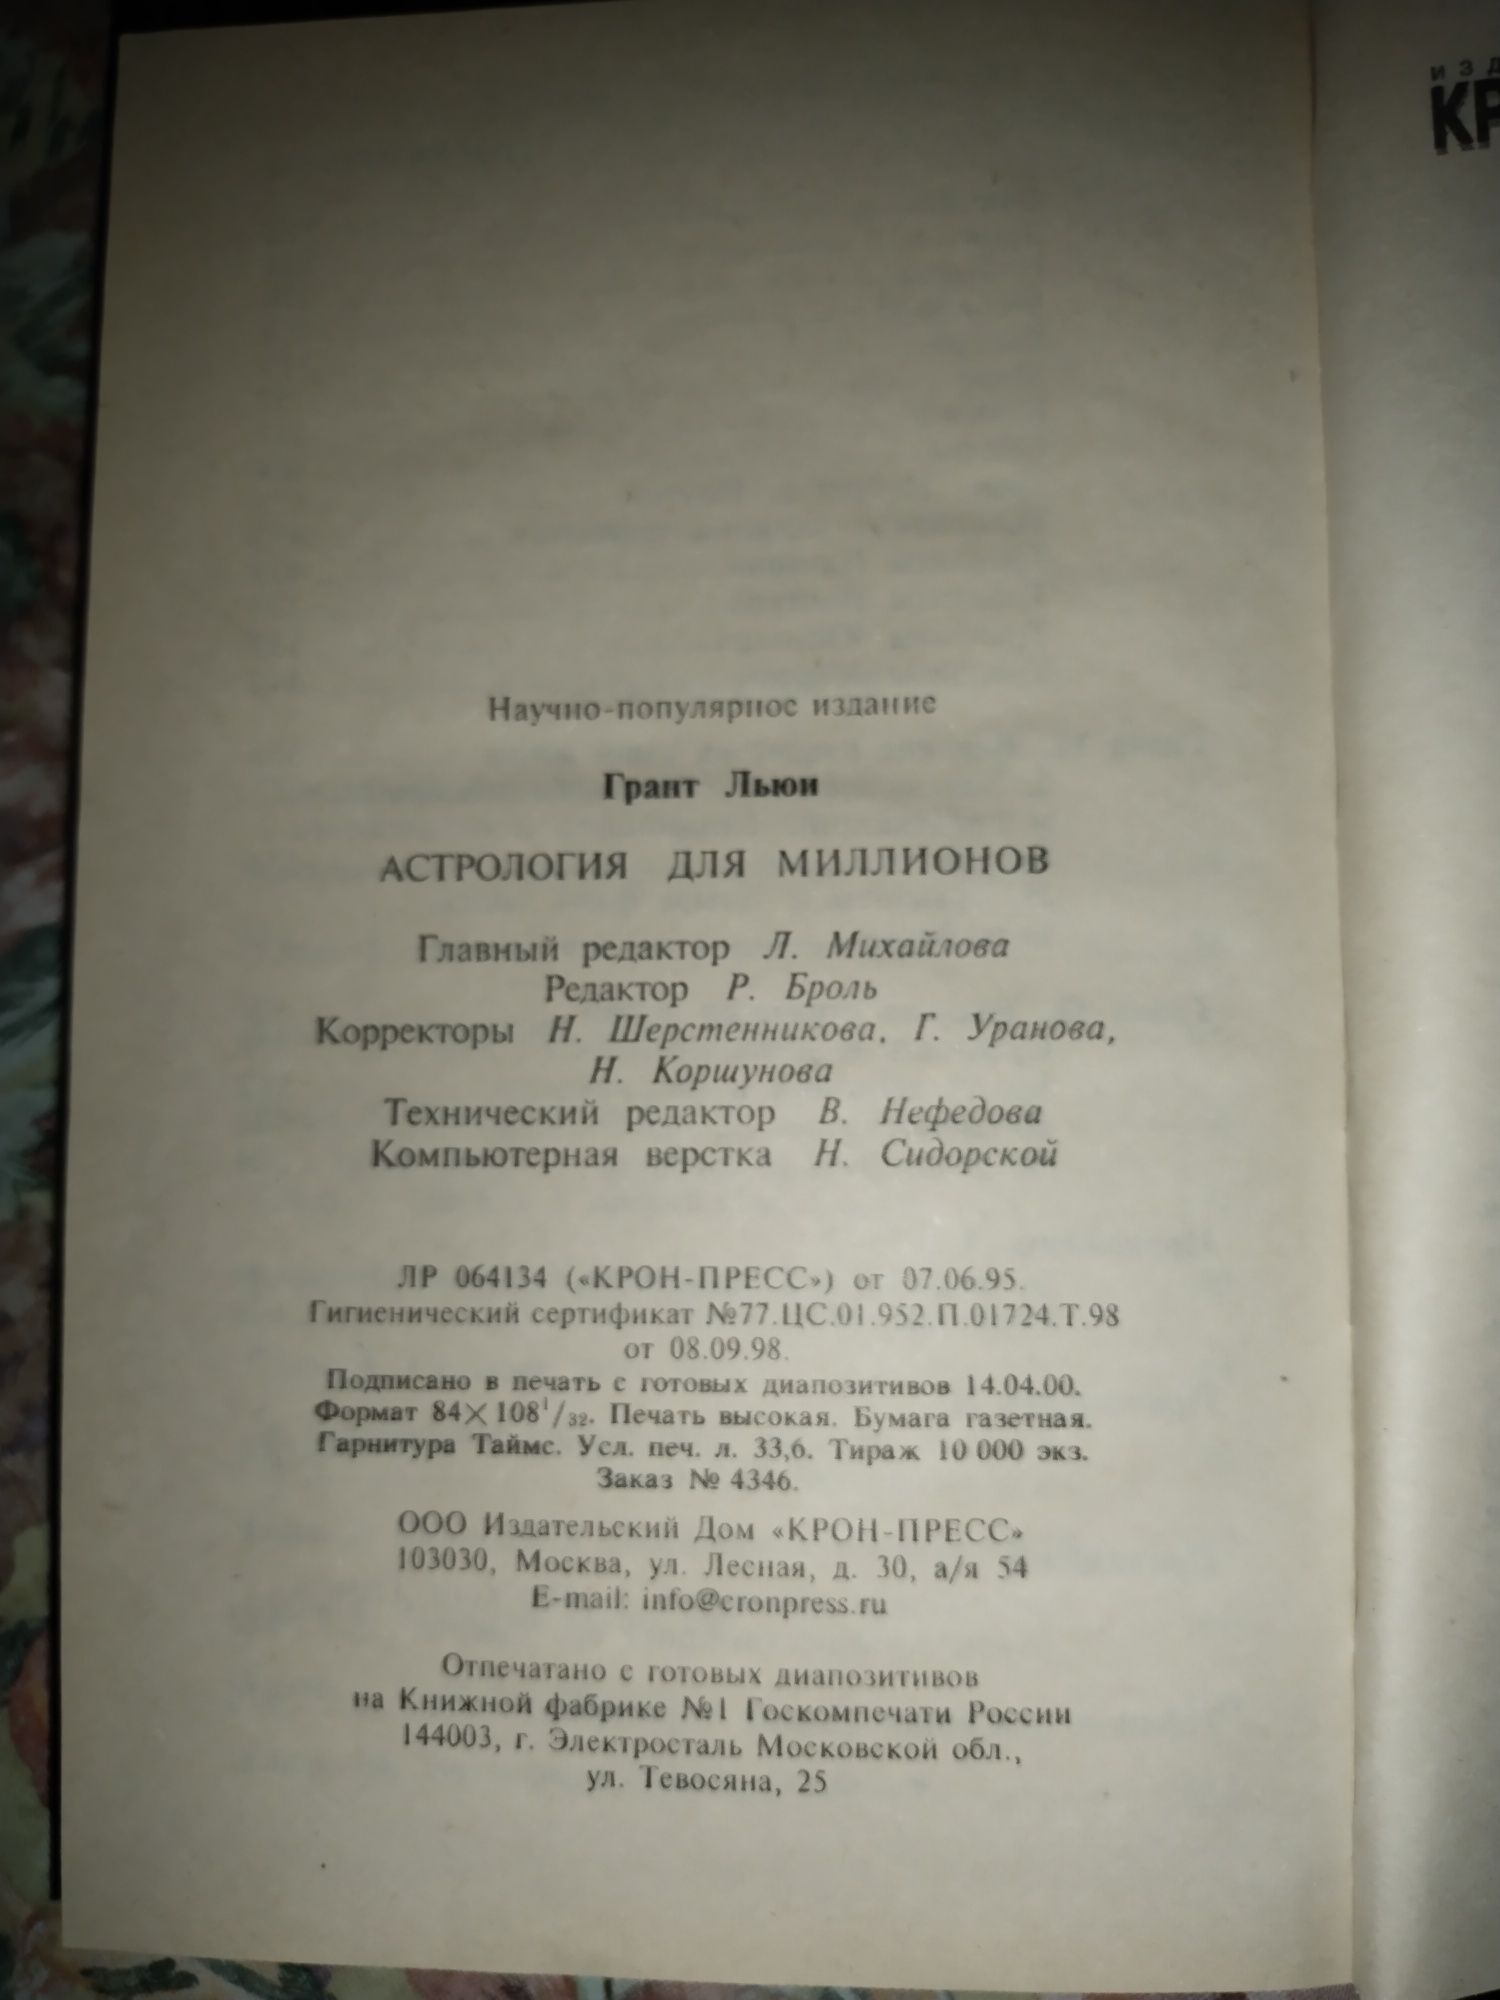 Научно-популярное издание
Грант Льюи
АСТРОЛОГИЯ ДЛЯ МИЛЛИОНОВ
Главный редактор Л. Михайлова
Редактор Р. Броль
Корректоры Н. Шерстенникова, Г. Уранова,
Н. Коршунова
Технический редактор В. Нефедова
Компьютерная верстка Н. Сидорской
ЛР 064134 («КРОН-ПРЕСС») от 07.06.95.
Гигиенический сертификат №77.ЦС.01.952.П.01724.Т.98
от 08.09.98.
Подписано в печать с готовых диапозитивов 14.04.00.
Формат 84×108¹/₃₂. Печать высокая. Бумага газетная.
Гарнитура Таймс. Усл. печ. л. 33,6. Тираж 10 000 экз.
Заказ № 4346.
ООО Издательский Дом «КРОН-ПРЕСС»
103030, Москва, ул. Лесная, д. 30, а/я 54
E-mail: info@cronpress.ru
Отпечатано с готовых диапозитивов
на Книжной фабрике №1 Госкомпечати России
144003, г. Электросталь Московской обл.,
ул. Тевосяна, 25